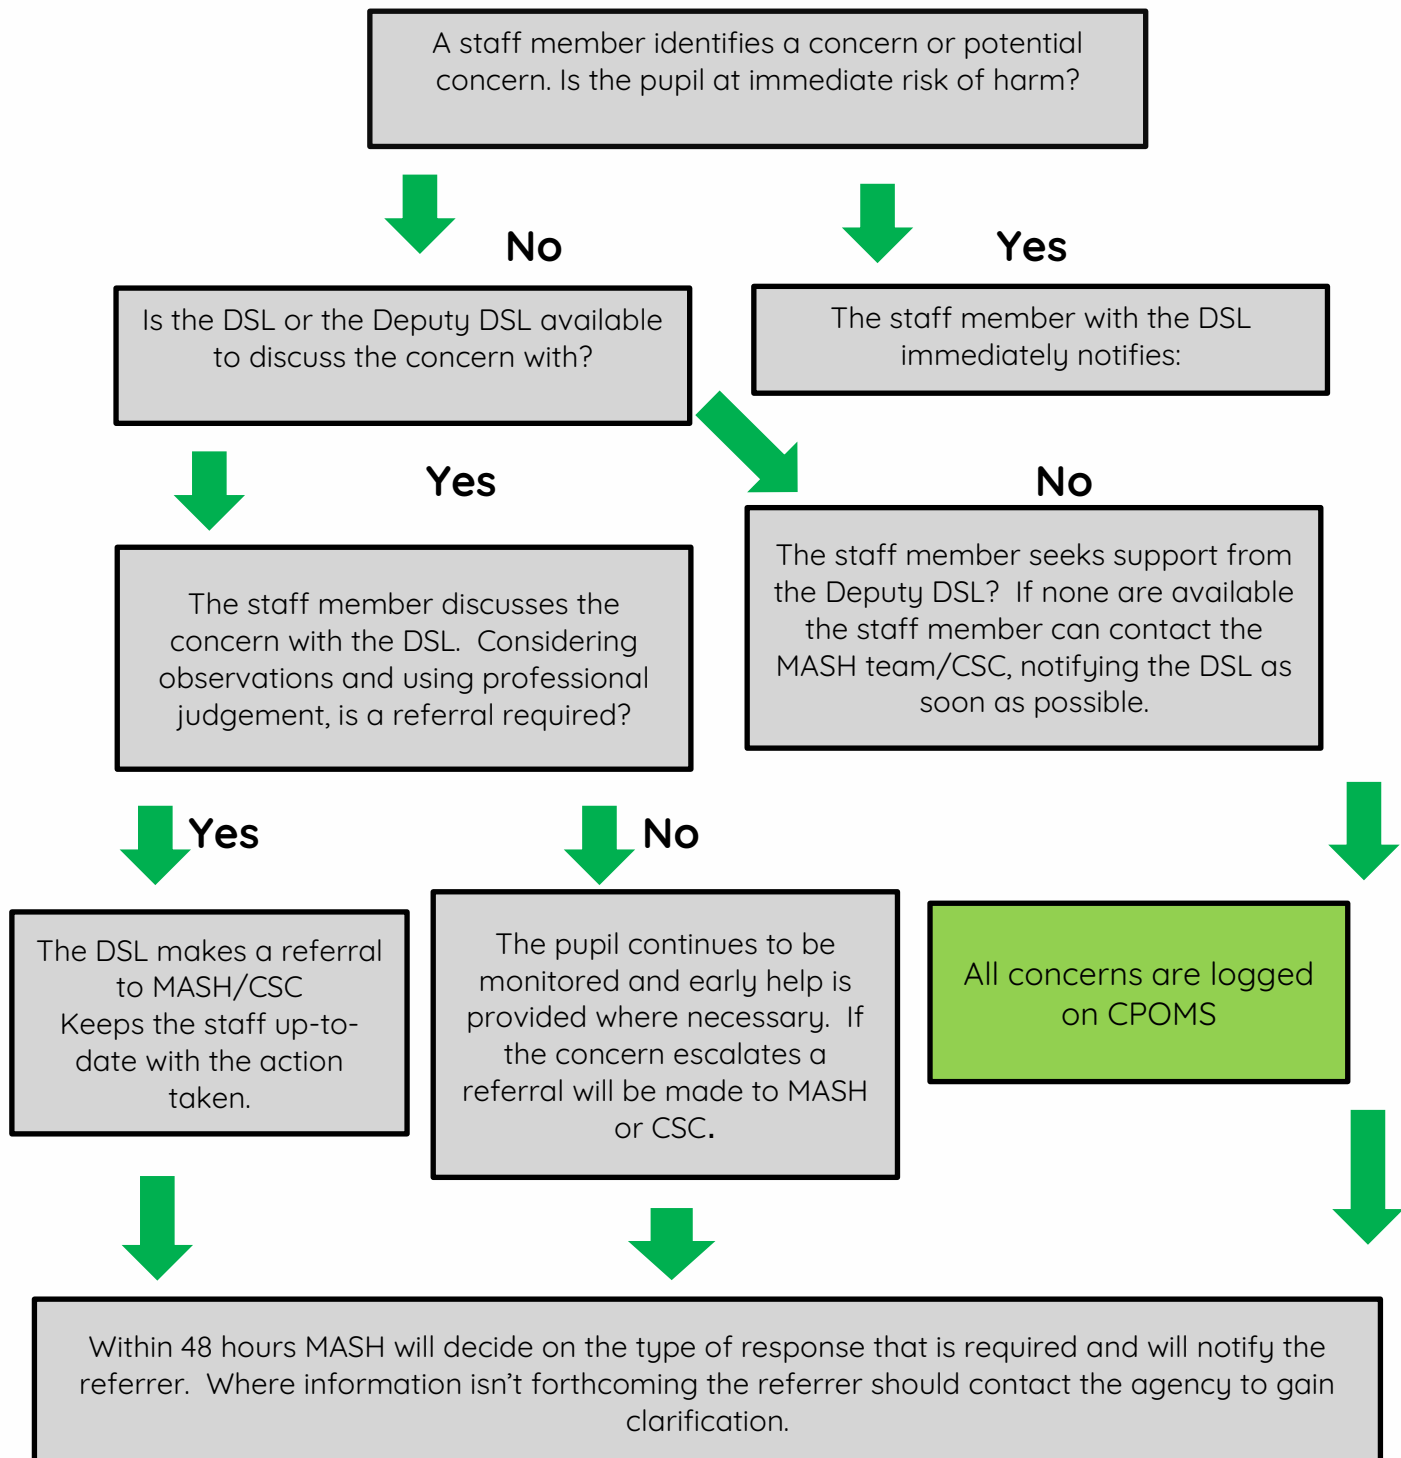 A staff member identifies a concern or potential
concern. Is the pupil at immediate risk of harm?
No
Yes
Is the DSL or the Deputy DSL available
to discuss the concern with?
The staff member with the DSL
immediately notifies:
Yes
No
The staff member discusses the
concern with the DSL.  Considering
observations and using professional
judgement, is a referral required?
The staff member seeks support from
the Deputy DSL?  If none are available
the staff member can contact the
MASH team/CSC, notifying the DSL as
soon as possible.
Yes
No
The DSL makes a referral
to MASH/CSC
Keeps the staff up-to-
date with the action
taken.
The pupil continues to be
monitored and early help is
provided where necessary.  If
the concern escalates a
referral will be made to MASH
or CSC.
All concerns are logged
on CPOMS
Within 48 hours MASH will decide on the type of response that is required and will notify the
referrer.  Where information isn’t forthcoming the referrer should contact the agency to gain
clarification.